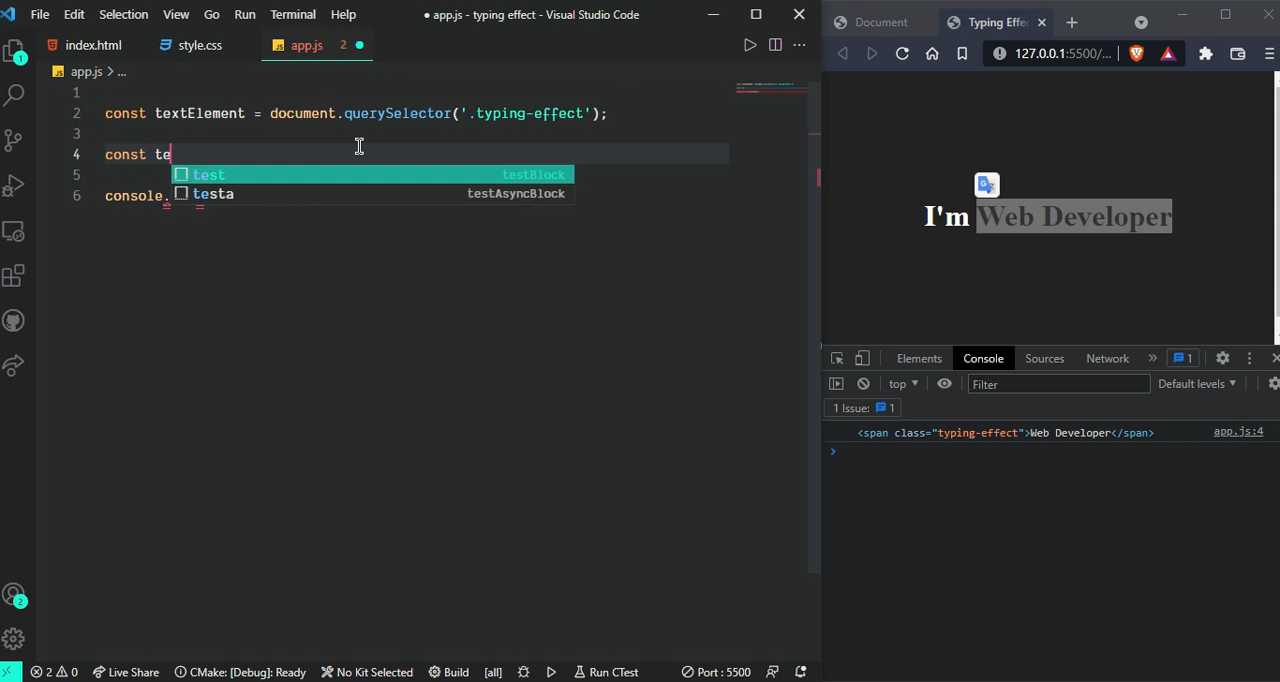 File Edit Selection View Go Run Terminal Help ● app.js - typing effect - Visual Studio Code
index.html style.css app.js 2
app.js > ...
1
2 const textElement = document.querySelector('.typing-effect');
3
4 const te
5 test testBlock
testa testAsyncBlock
6 console.
2 0 Live Share CMake: [Debug]: Ready No Kit Selected Build [all] Run CTest Port : 5500
1
2
Document Typing Effe
127.0.0.1:5500/...
I'm Web Developer
Elements Console Sources Network » 1
top Filter Default levels
1 Issue: 1
<span class="typing-effect">Web Developer</span> app.js:4
>